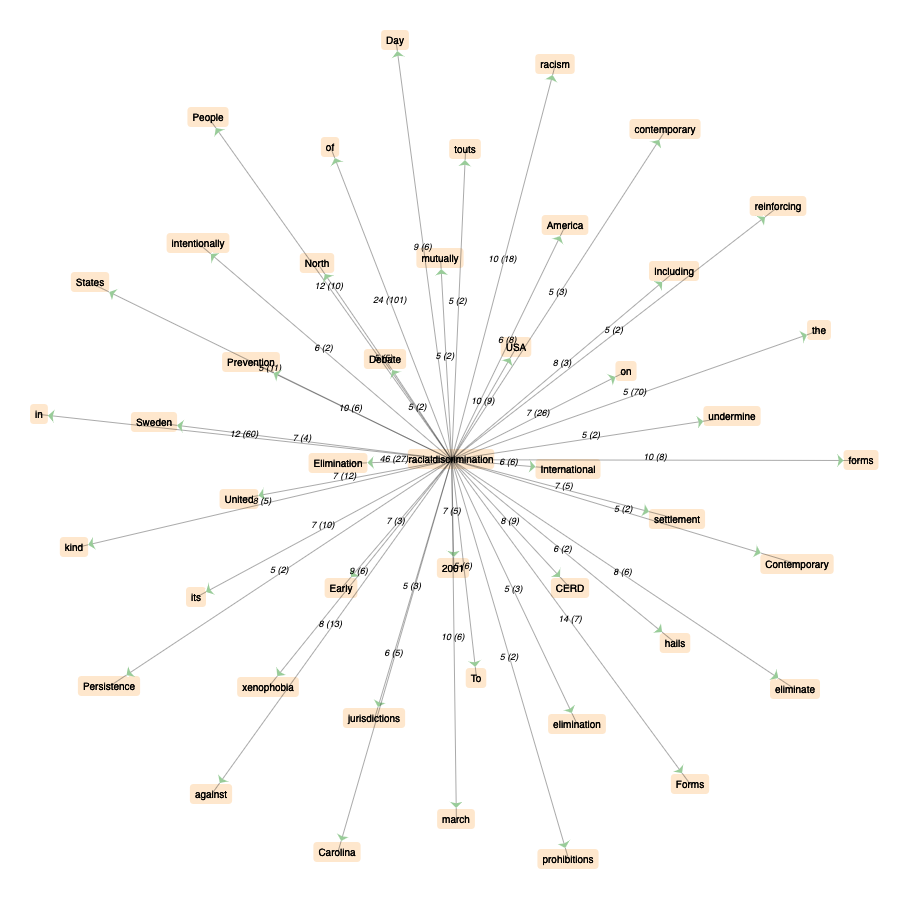 Day
racism
People
contemporary
of
touts
reinforcing
America
intentionally
9 (6)
mutually
10 (18)
North
including
States
12 (10)
5 (3)
24 (101)
5 (2)
the
5 (2)
6 (8)
USA
6 (2)
5 (2)
Debate
Prevention
8 (3)
5 (11)
on
5 (70)
10 (9)
10 (6)
5 (2)
in
7 (26)
undermine
Sweden
12 (60)
7 (4)
5 (2)
46 (27)
racialdiscrimination
10 (8)
forms
Elimination
6 (6)
International
7 (12)
7 (5)
United
8 (5)
7 (5)
5 (2)
settlement
7 (10)
7 (3)
8 (9)
kind
6 (2)
Contemporary
5 (2)
9 (6)
2001
8 (6)
its
Early
5 (3)
5 (3)
CERD
8 (13)
14 (7)
10 (6)
hails
6 (5)
5 (2)
To
Persistence
xenophobia
eliminate
jurisdictions
elimination
Forms
against
march
Carolina
prohibitions